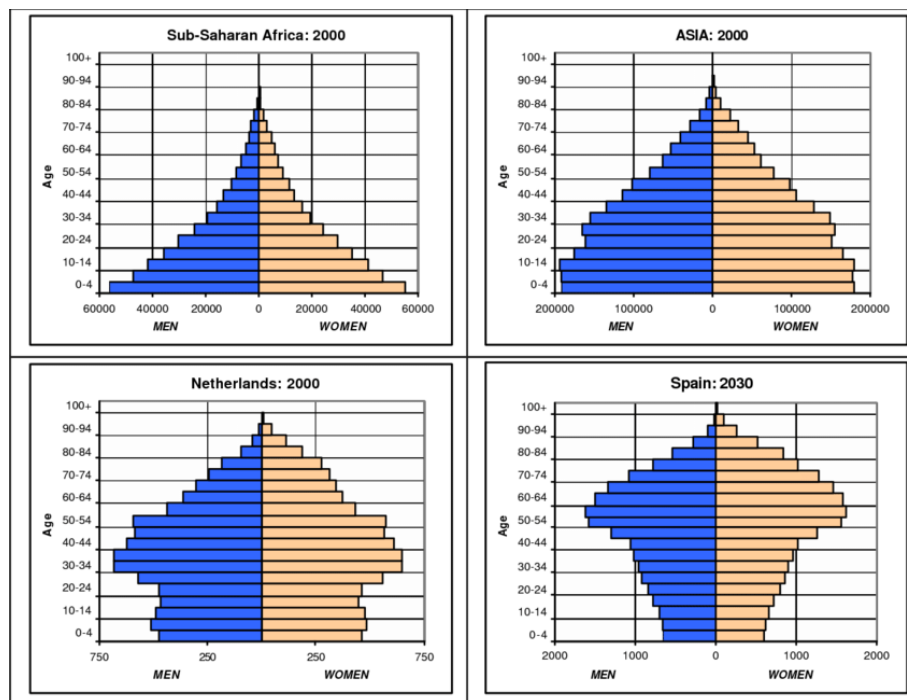 Sub-Saharan Africa: 2000
100+
90-94
80-84
70-74
60-64
50-54
40-44
30-34
20-24
10-14
0-4
Age
60000 40000 20000 0 20000 40000 60000
MEN WOMEN
ASIA: 2000
100+
90-94
80-84
70-74
60-64
50-54
40-44
30-34
20-24
10-14
0-4
Age
200000 100000 0 100000 200000
MEN WOMEN
Netherlands: 2000
100+
90-94
80-84
70-74
60-64
50-54
40-44
30-34
20-24
10-14
0-4
Age
750 250 250 750
MEN WOMEN
Spain: 2030
100+
90-94
80-84
70-74
60-64
50-54
40-44
30-34
20-24
10-14
0-4
Age
2000 1000 0 1000 2000
MEN WOMEN